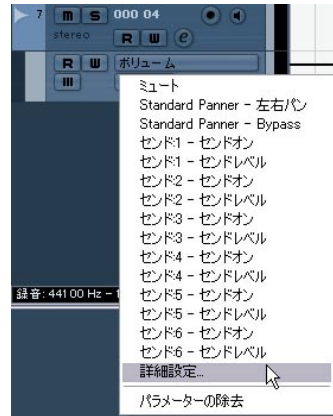 7 M S 000 04
stereo R W e
R W ボリューム
ミュート
Standard Panner - 左右パン
Standard Panner - Bypass
センド:1 - センドオン
センド:1 - センドレベル
センド:2 - センドオン
センド:2 - センドレベル
センド:3 - センドオン
センド:3 - センドレベル
センド:4 - センドオン
センド:4 - センドレベル
センド:5 - センドオン
センド:5 - センドレベル
センド:6 - センドオン
センド:6 - センドレベル
録音: 44100 Hz -
詳細設定...
パラメーターの除去